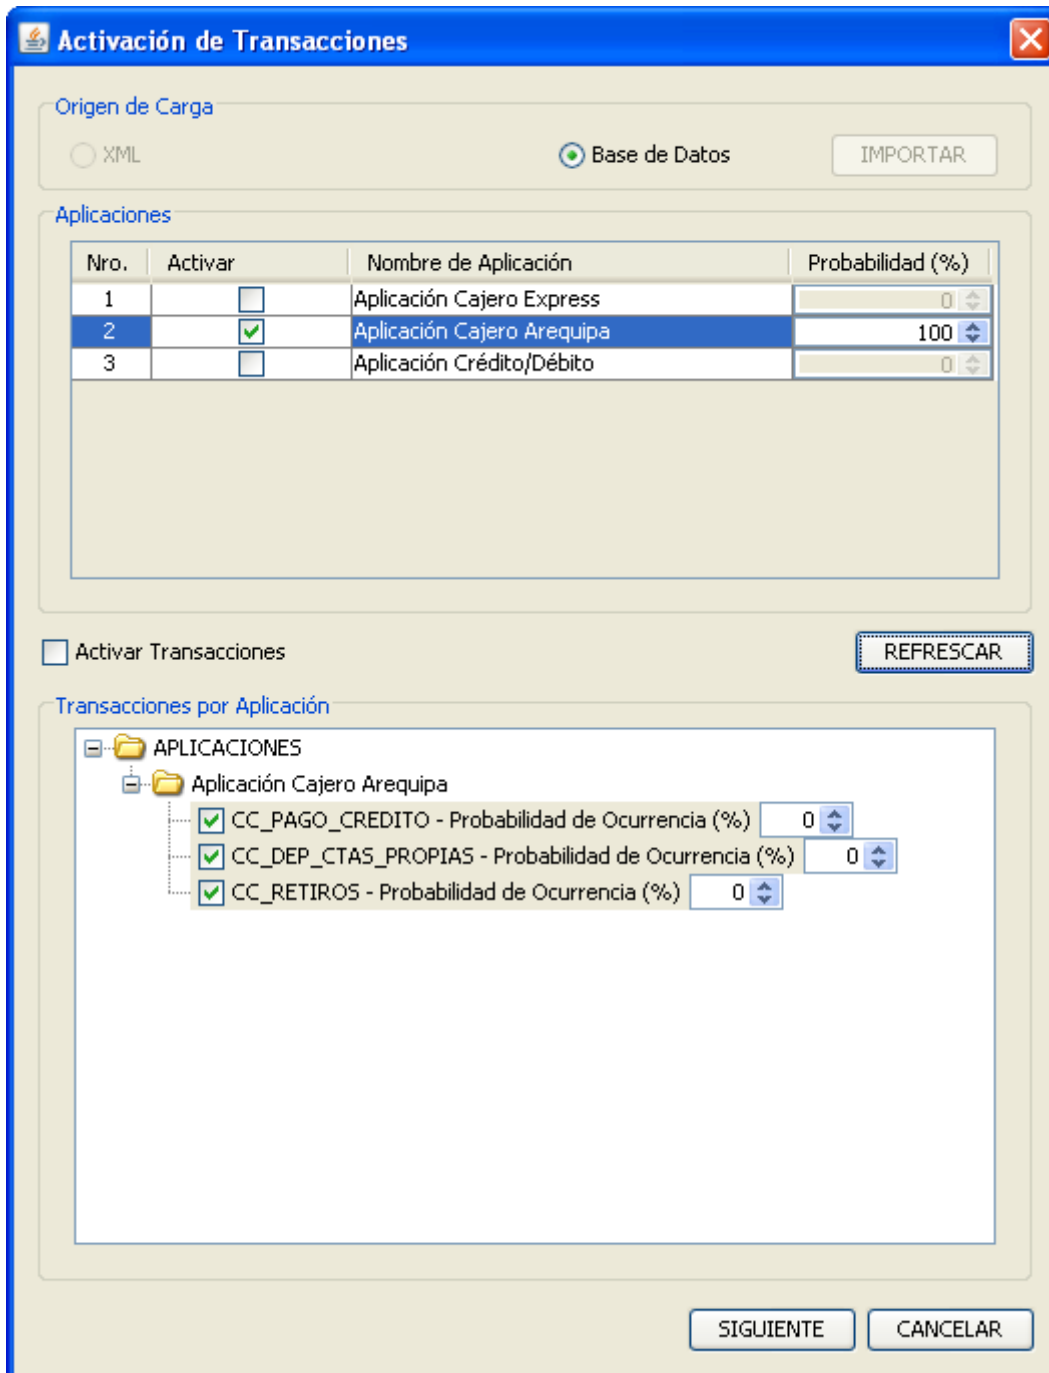 Activación de Transacciones
Origen de Carga
XML Base de Datos IMPORTAR
Aplicaciones
Nro. Activar Nombre de Aplicación Probabilidad (%)
1 Aplicación Cajero Express 0
2 Aplicación Cajero Arequipa 100
3 Aplicación Crédito/Débito 0
Activar Transacciones REFRESCAR
Transacciones por Aplicación
APLICACIONES
Aplicación Cajero Arequipa
CC_PAGO_CREDITO - Probabilidad de Ocurrencia (%) 0
CC_DEP_CTAS_PROPIAS - Probabilidad de Ocurrencia (%) 0
CC_RETIROS - Probabilidad de Ocurrencia (%) 0
SIGUIENTE CANCELAR